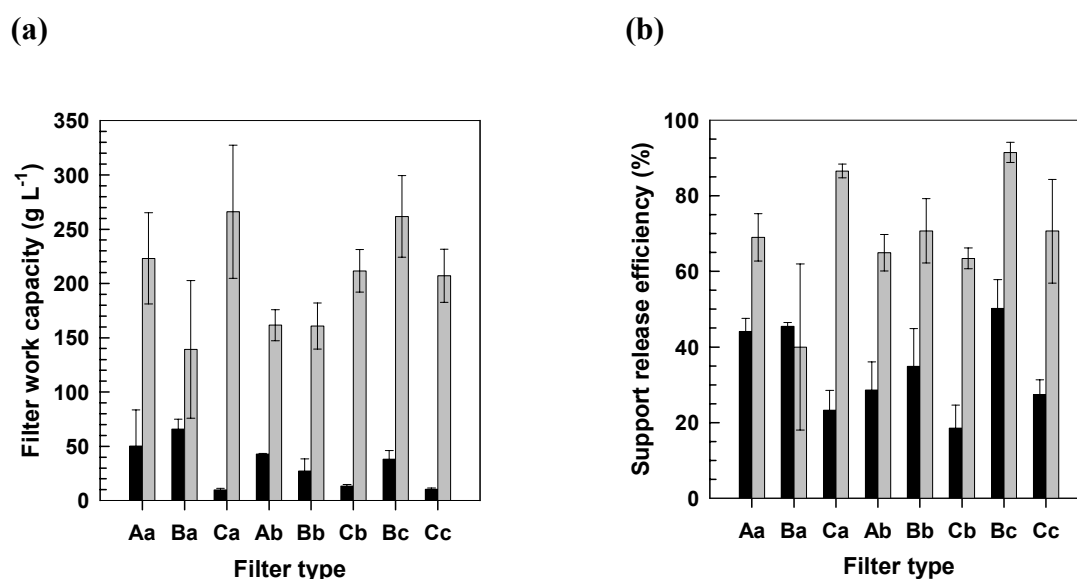 (a)
Filter work capacity (g L⁻¹)
350
300
250
200
150
100
50
0
Aa Ba Ca Ab Bb Cb Bc Cc
Filter type
(b)
Support release efficiency (%)
100
80
60
40
20
0
Aa Ba Ca Ab Bb Cb Bc Cc
Filter type